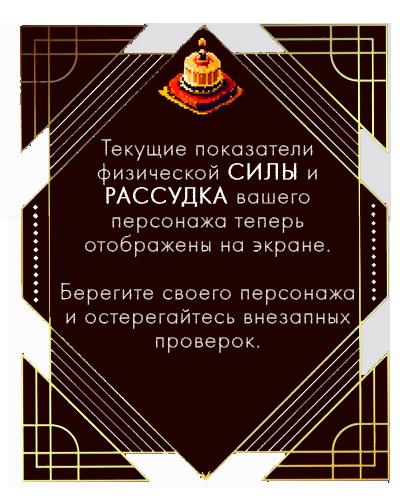 Текущие показатели
физической СИЛЫ и
РАССУДКА вашего
персонажа теперь
отображены на экране.
Берегите своего персонажа
и остерегайтесь внезапных
проверок.